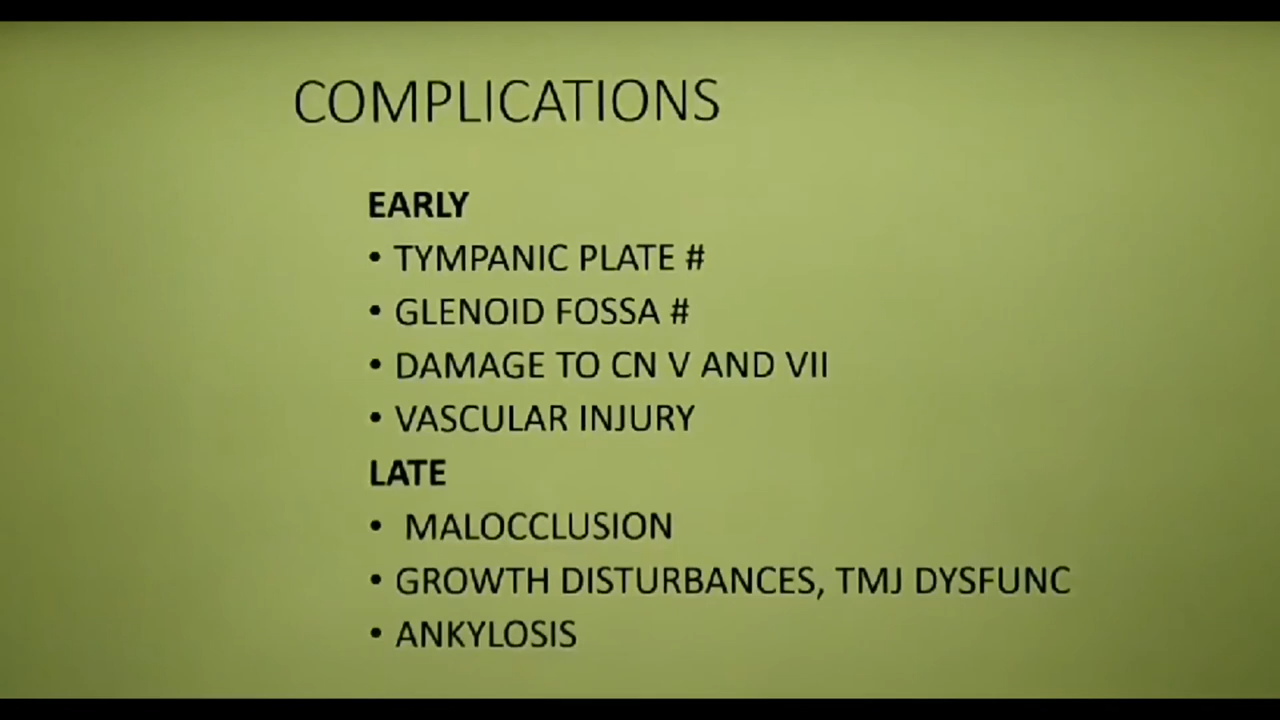 COMPLICATIONS
EARLY
• TYMPANIC PLATE #
• GLENOID FOSSA #
• DAMAGE TO CN V AND VII
• VASCULAR INJURY
LATE
• MALOCCLUSION
• GROWTH DISTURBANCES, TMJ DYSFUNC
• ANKYLOSIS